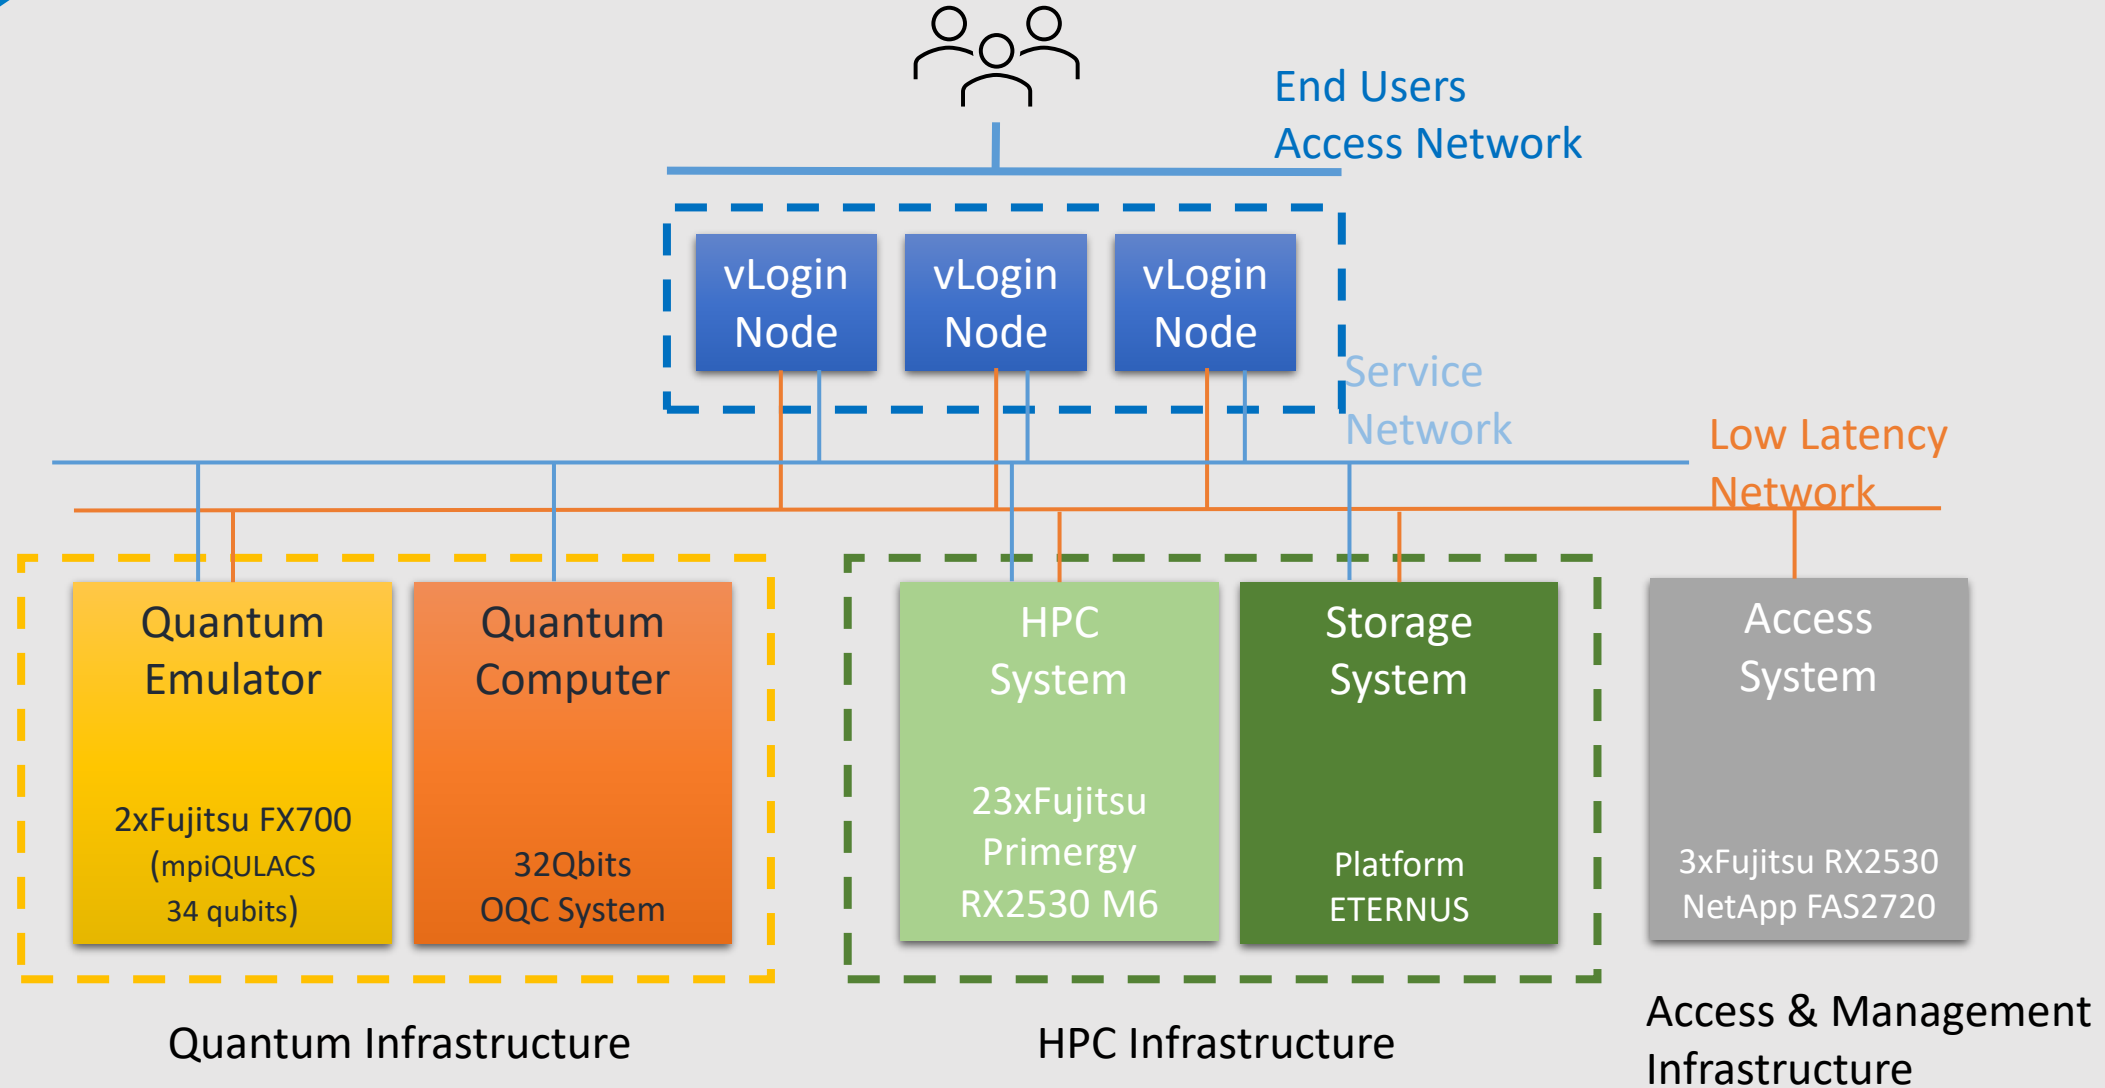 End Users
Access Network
vLogin
Node
vLogin
Node
vLogin
Node
Service
Network
Low Latency
Network
Quantum
Emulator
2xFujitsu FX700
(mpiQULACS
34 qubits)
Quantum
Computer
32Qbits
OQC System
HPC
System
23xFujitsu
Primergy
RX2530 M6
Storage
System
Platform
ETERNUS
Access
System
3xFujitsu RX2530
NetApp FAS2720
Quantum Infrastructure
HPC Infrastructure
Access & Management
Infrastructure